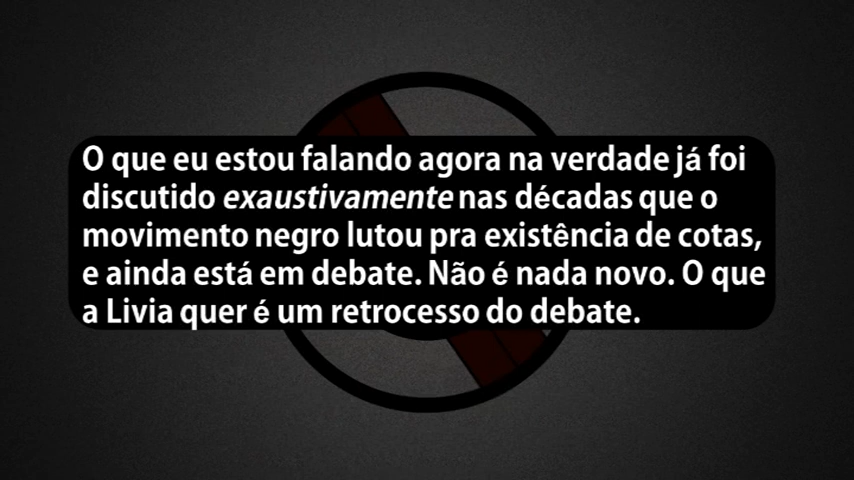 O que eu estou falando agora na verdade já foi
discutido exaustivamente nas décadas que o
movimento negro lutou pra existência de cotas,
e ainda está em debate. Não é nada novo. O que
a Livia quer é um retrocesso do debate.